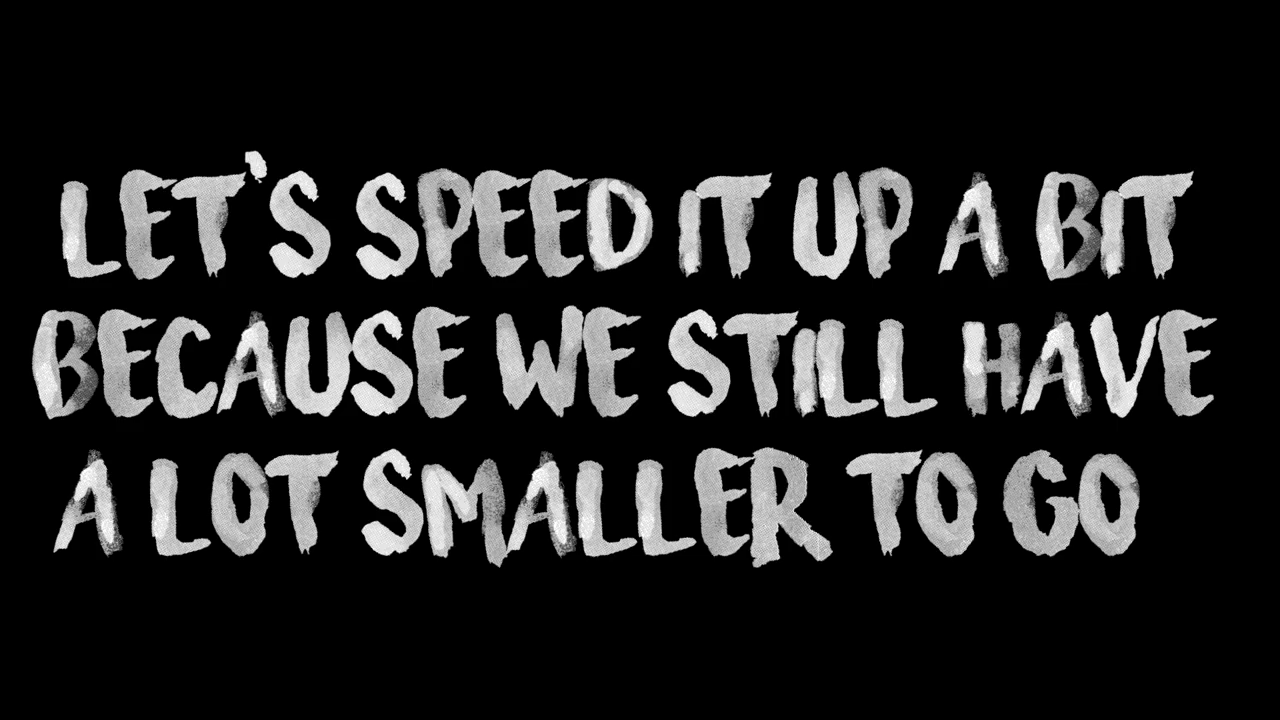 LET'S SPEED IT UP A BIT
BECAUSE WE STILL HAVE
A LOT SMALLER TO GO